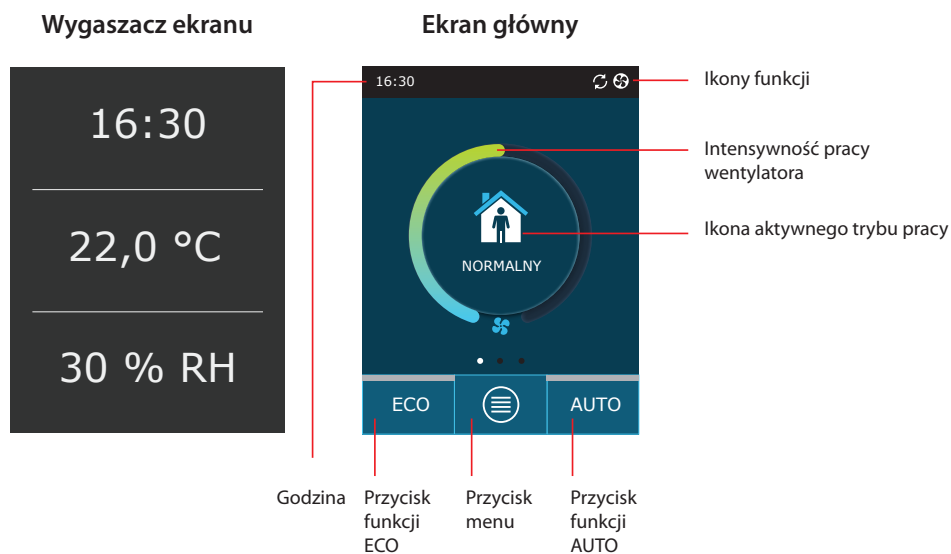 Wygaszacz ekranu
16:30
22,0 °C
30 % RH
Ekran główny
16:30
NORMALNY
ECO
AUTO
Ikony funkcji
Intensywność pracy
wentylatora
Ikona aktywnego trybu pracy
Godzina
Przycisk
funkcji
ECO
Przycisk
menu
Przycisk
funkcji
AUTO